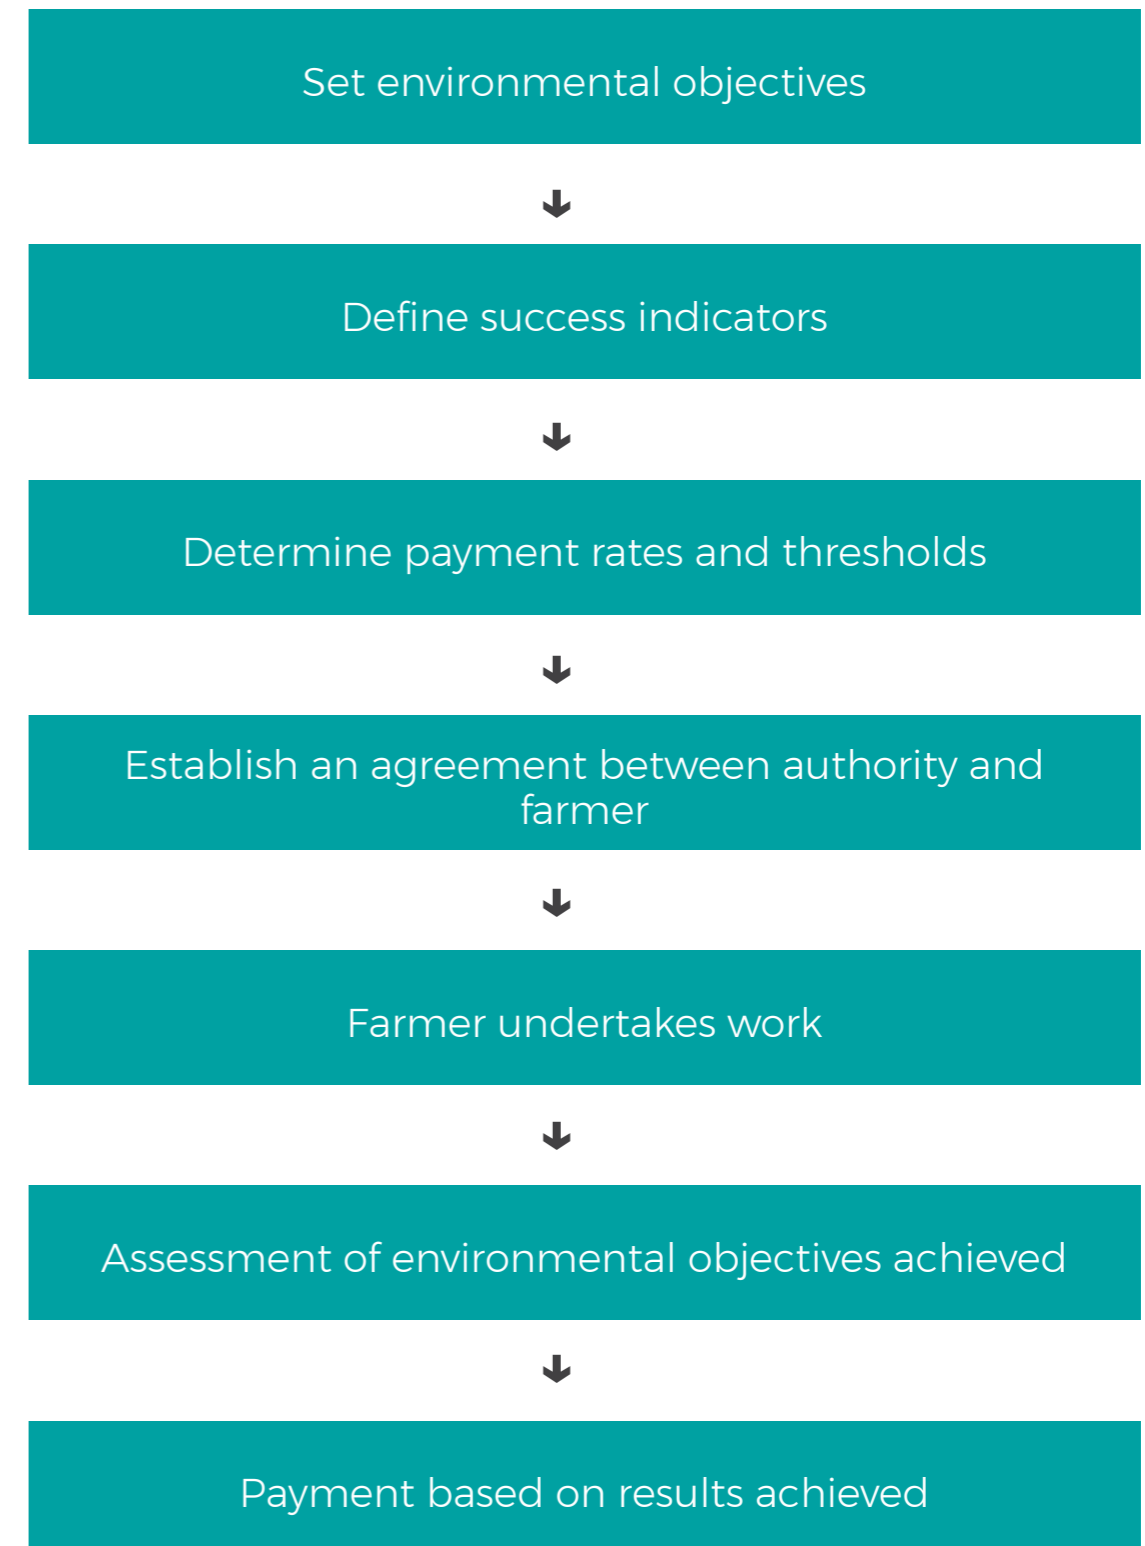 Set environmental objectives
Define success indicators
Determine payment rates and thresholds
Establish an agreement between authority and
farmer
Farmer undertakes work
Assessment of environmental objectives achieved
Payment based on results achieved